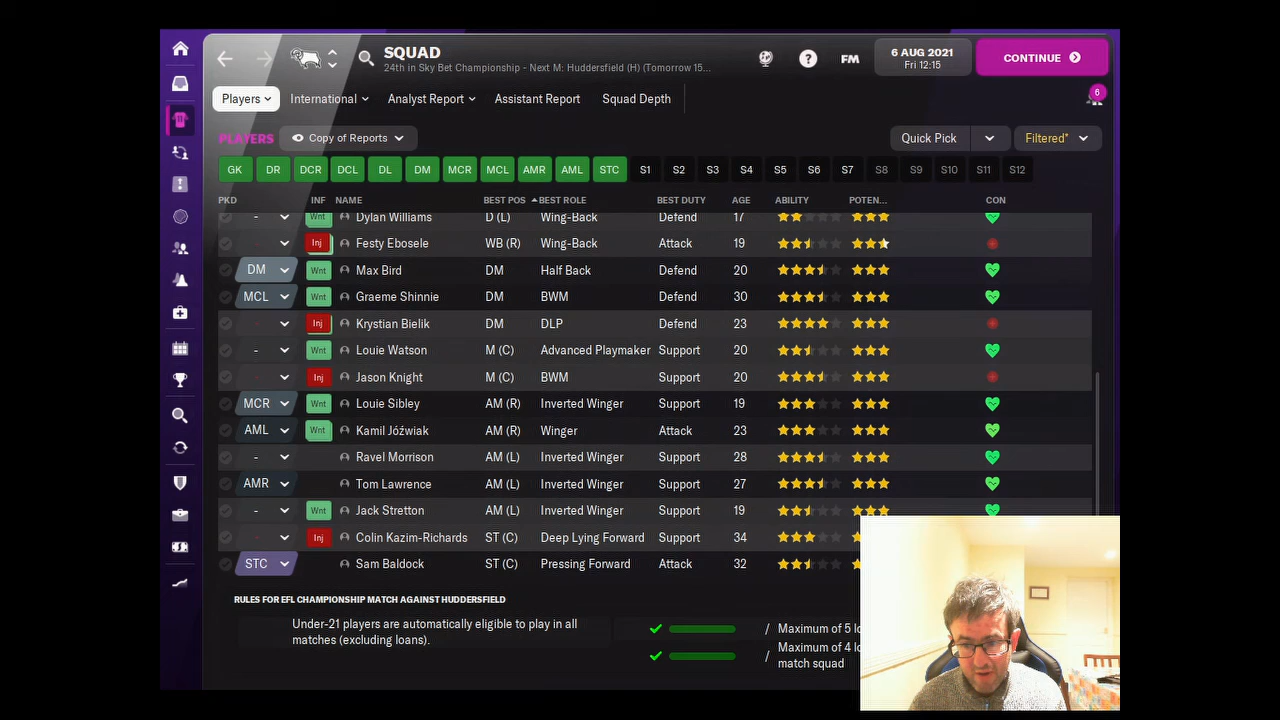 SQUAD
24th in Sky Bet Championship - Next M: Huddersfield (H) (Tomorrow 15...
FM
6 AUG 2021
Fri 12:15
CONTINUE
Players International Analyst Report Assistant Report Squad Depth
6
PLAYERS Copy of Reports Quick Pick Filtered*
GK DR DCR DCL DL DM MCR MCL AMR AML STC S1 S2 S3 S4 S5 S6 S7 S8 S9 S10 S11 S12
PKD INF NAME BEST POS BEST ROLE BEST DUTY AGE ABILITY POTEN... CON
- Wnt Dylan Williams D (L) Wing-Back Defend 17
Inj Festy Ebosele WB (R) Wing-Back Attack 19
DM Wnt Max Bird DM Half Back Defend 20
MCL Wnt Graeme Shinnie DM BWM Defend 30
Inj Krystian Bielik DM DLP Defend 23
- Wnt Louie Watson M (C) Advanced Playmaker Support 20
Inj Jason Knight M (C) BWM Support 20
MCR Wnt Louie Sibley AM (R) Inverted Winger Support 19
AML Wnt Kamil Jóźwiak AM (R) Winger Attack 23
- Ravel Morrison AM (L) Inverted Winger Support 28
AMR Tom Lawrence AM (L) Inverted Winger Support 27
- Wnt Jack Stretton AM (L) Inverted Winger Support 19
Inj Colin Kazim-Richards ST (C) Deep Lying Forward Support 34
STC Sam Baldock ST (C) Pressing Forward Attack 32
RULES FOR EFL CHAMPIONSHIP MATCH AGAINST HUDDERSFIELD
Under-21 players are automatically eligible to play in all
matches (excluding loans).
/ Maximum of 5 lo
/ Maximum of 4 lo
match squad